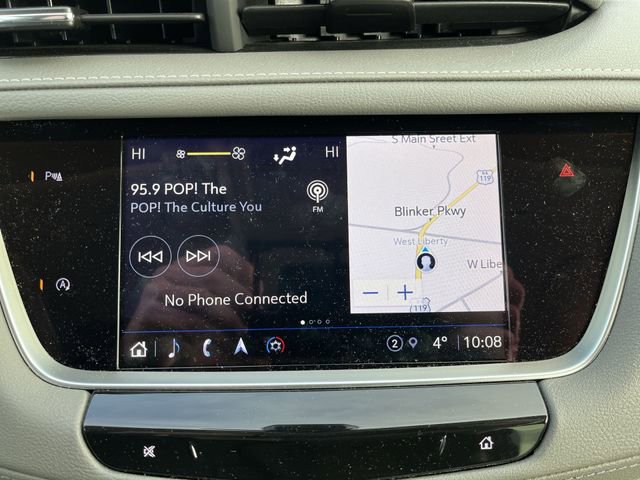 HI
HI
P
A
95.9 POP! The
POP! The Culture You
FM
No Phone Connected
S Main Sreet Ext
119
Blinker Pkwy
West Liberty
W Libe
119
2
4°
10:08